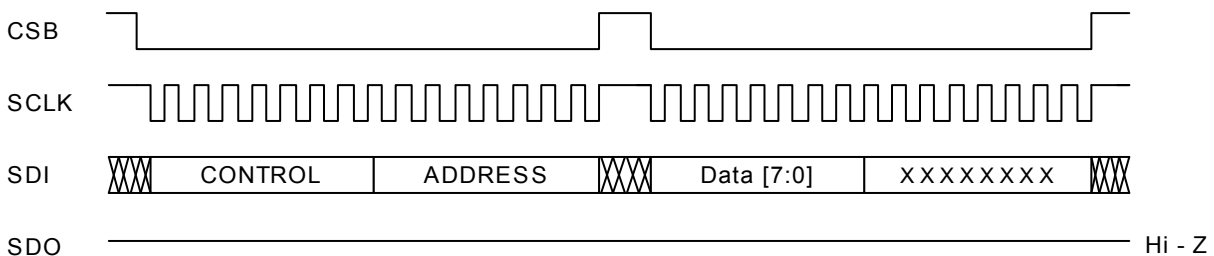 CSB
SCLK
SDI CONTROL ADDRESS Data [7:0] XXXXXXXX
SDO Hi - Z